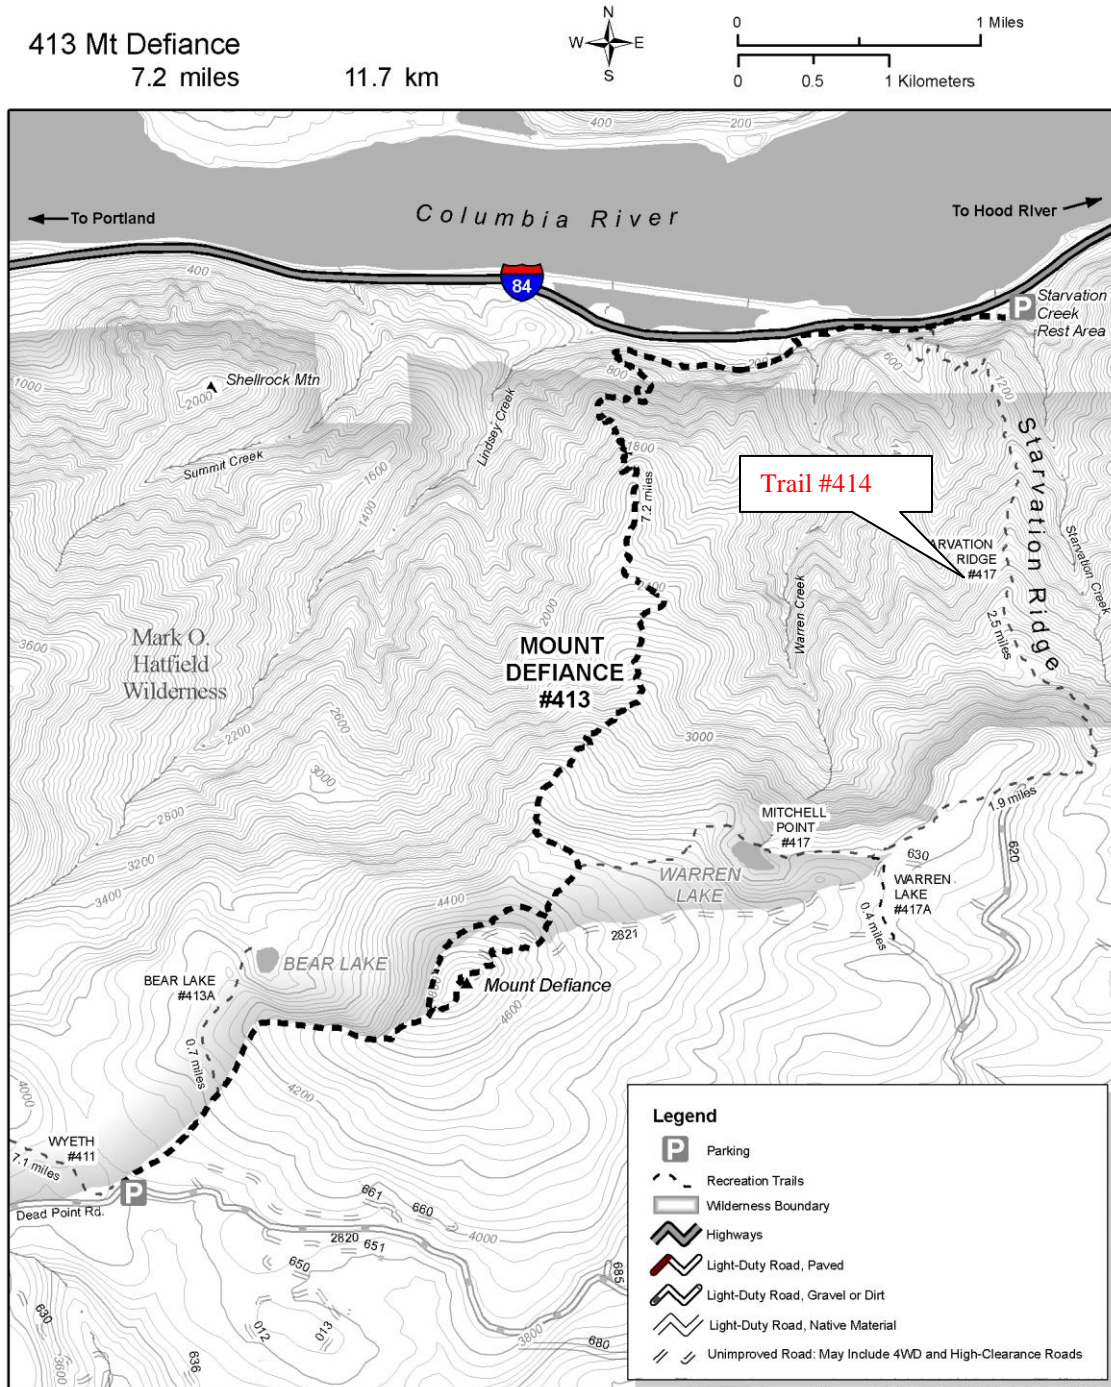 413 Mt Defiance
7.2 miles 11.7 km
N
W E
S
0 1 Miles
0 0.5 1 Kilometers
400
200
To Portland
Columbia River
To Hood River
84
P
Starvation
Creek
Rest Area
400
200
600
800
1000
1200
Shellrock Mtn
2000
Lindsey Creek
Summit Creek
1600
1400
1800
7.2 miles
Trail #414
Starvation Ridge
ARVATION
RIDGE
#417
Starvation Creek
Warren Creek
2.5 miles
2000
3600
Mark O.
Hatfield
Wilderness
MOUNT
DEFIANCE
#413
2200
2600
3000
3000
2800
3200
3400
MITCHELL
POINT
#417
1.9 miles
620
630
WARREN
LAKE
WARREN
LAKE
#417A
0.4 miles
4400
2821
BEAR LAKE
BEAR LAKE
#413A
Mount Defiance
4600
0.7 miles
4200
4000
WYETH
#411
7.1 miles
P
Dead Point Rd.
661
660
2820
651
4000
650
685
630
012
013
3800
680
636
3600
Legend
P Parking
Recreation Trails
Wilderness Boundary
Highways
Light-Duty Road, Paved
Light-Duty Road, Gravel or Dirt
Light-Duty Road, Native Material
Unimproved Road: May Include 4WD and High-Clearance Roads